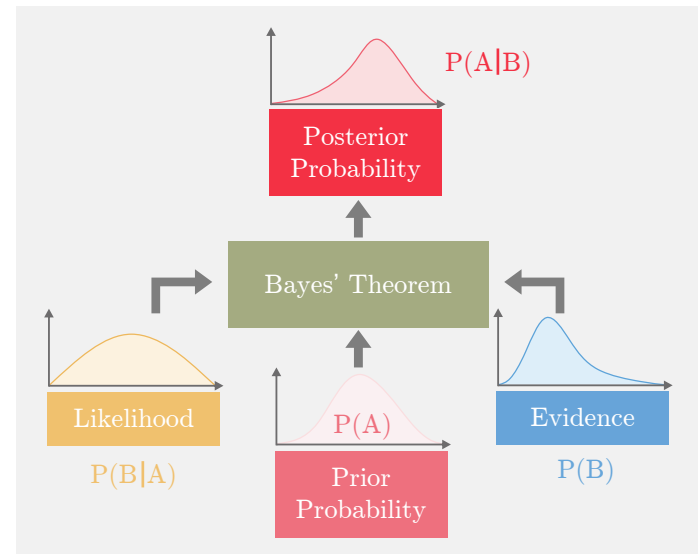 P(A|B)
Posterior
Probability
Bayes' Theorem
Likelihood
P(B|A)
P(A)
Prior
Probability
Evidence
P(B)